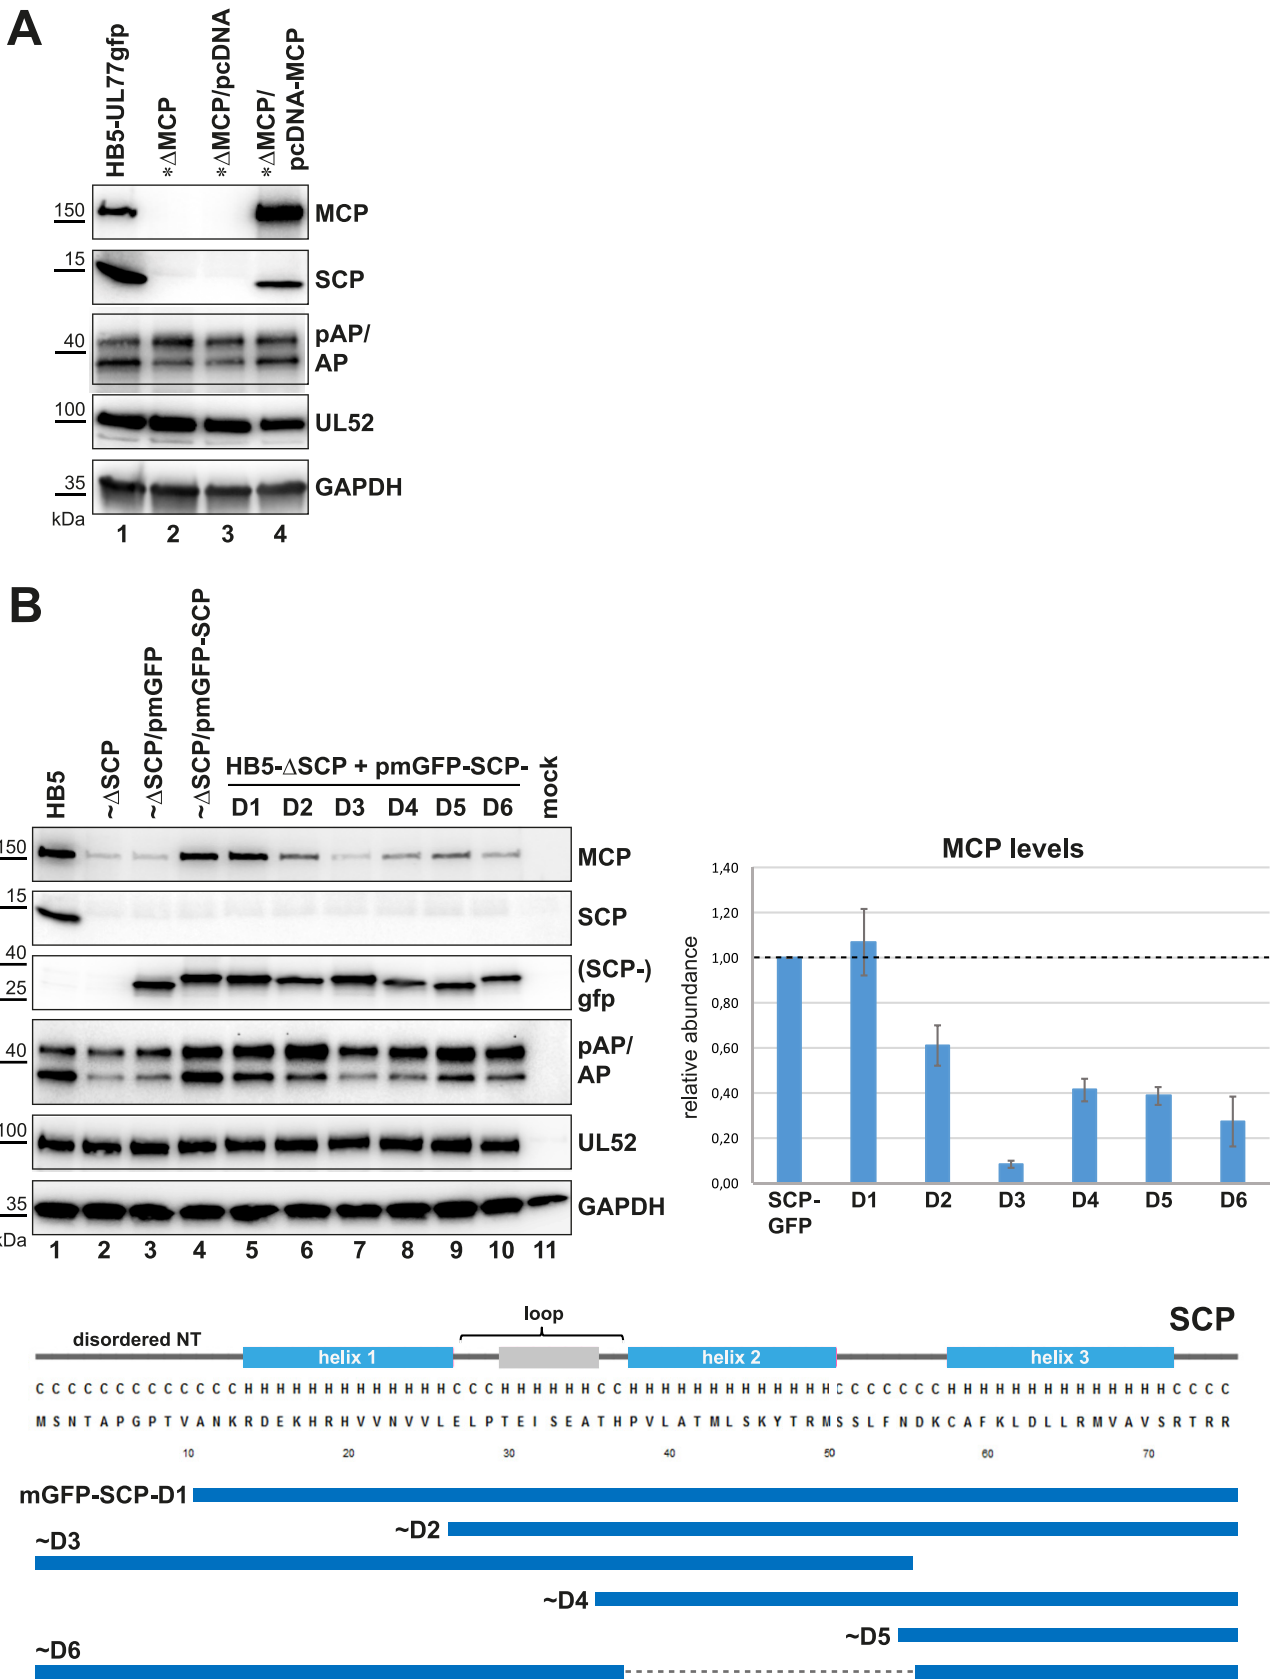 A
HB5-UL77gfp
*ΔMCP
*ΔMCP/pcDNA
*ΔMCP/
pcDNA-MCP
150
MCP
15
SCP
40
pAP/
AP
100
UL52
35
GAPDH
kDa
1 2 3 4
B
HB5
~ΔSCP
~ΔSCP/pmGFP
~ΔSCP/pmGFP-SCP
HB5-ΔSCP + pmGFP-SCP-
D1 D2 D3 D4 D5 D6
mock
150
MCP
15
SCP
40
25
(SCP-)
gfp
40
pAP/
AP
100
UL52
35
GAPDH
kDa
1 2 3 4 5 6 7 8 9 10 11
MCP levels
relative abundance
1,40
1,20
1,00
0,80
0,60
0,40
0,20
0,00
SCP-
GFP
D1 D2 D3 D4 D5 D6
SCP
loop
disordered NT
helix 1 helix 2 helix 3
C C C C C C C C C C C C C H H H H H H H H H H H H H C C C H H H H H H C C H H H H H H H H H H H H H C C C C C C C H H H H H H H H H H H H H H C C C C
M S N T A P G P T V A N K R D E K H R H V V N V V L E L P T E I S E A T H P V L A T M L S K Y T R M S S L F N D K C A F K L D L L R M V A V S R T R R
10 20 30 40 50 60 70
mGFP-SCP-D1
~D2
~D3
~D4
~D5
~D6